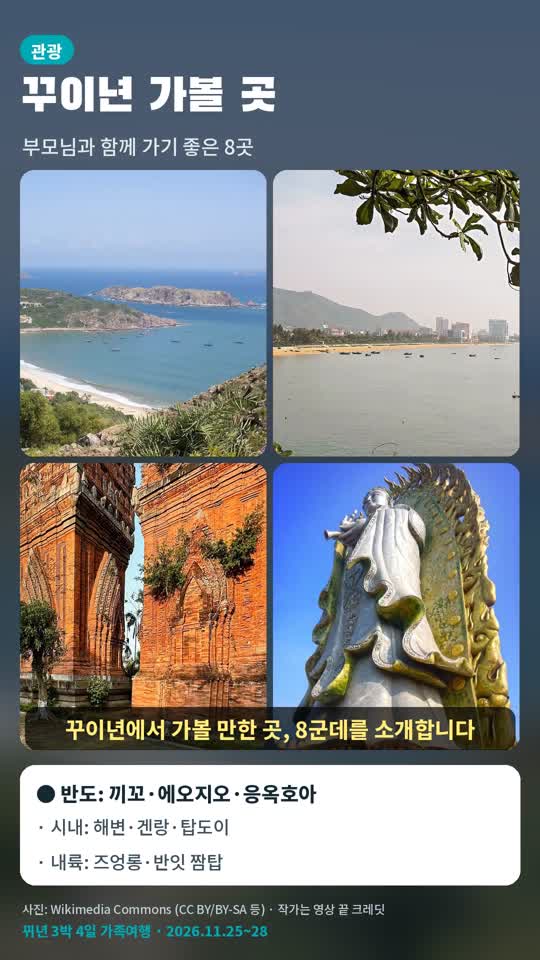 관광
꾸이년 가볼 곳
부모님과 함께 가기 좋은 8곳
꾸이년에서 가볼 만한 곳, 8군데를 소개합니다
● 반도: 끼꼬·에오지오·응옥호아
· 시내: 해변·겐랑·탑도이
· 내륙: 즈엉롱·반잇 짬탑
사진: Wikimedia Commons (CC BY/BY-SA 등) · 작가는 영상 끝 크레딧
뀌년 3박 4일 가족여행 · 2026.11.25~28